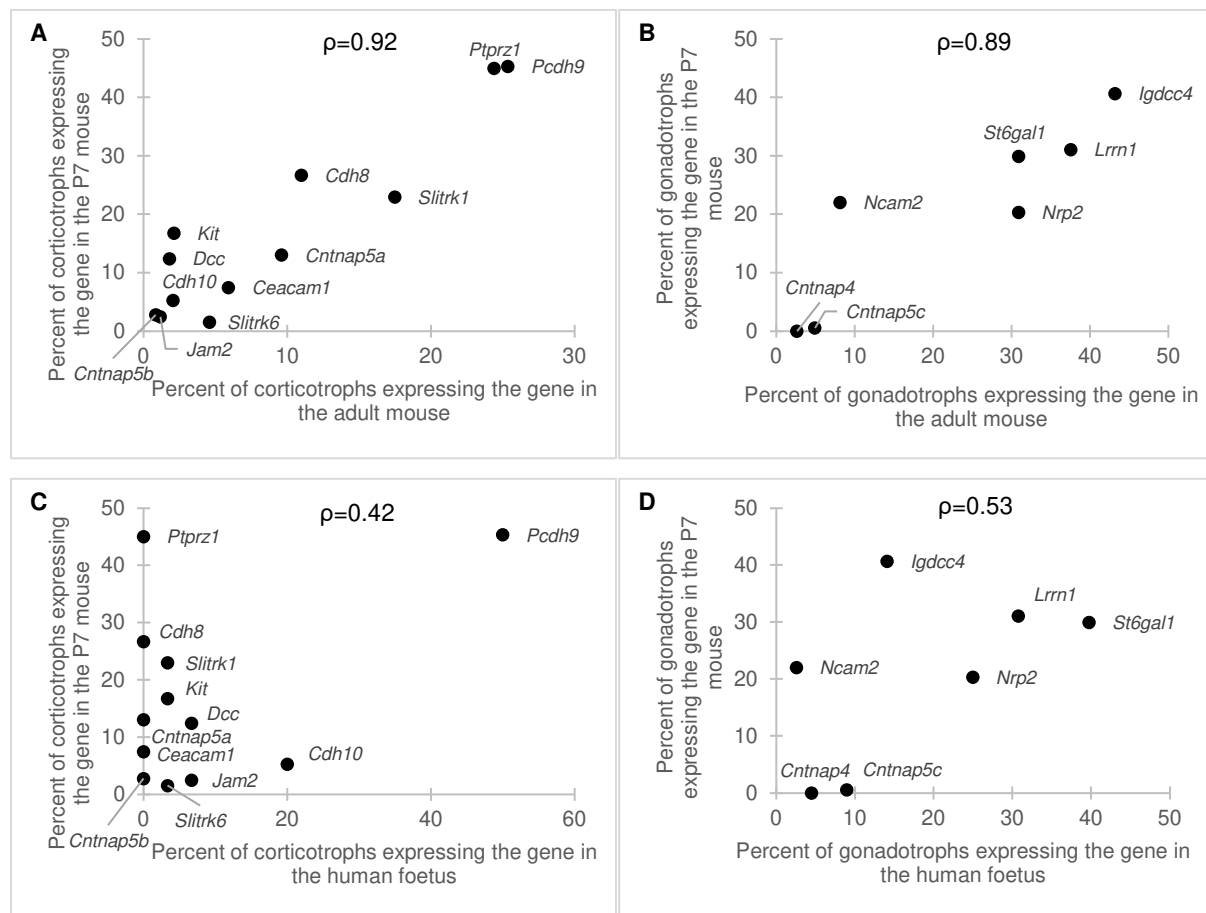 A
ρ=0.92
Percent of corticotrophs expressing
the gene in the P7 mouse
50
40
30
20
10
0
0
10
20
30
Ptprz1
Pcdh9
Cdh8
Slitrk1
Kit
Dcc
Cntnap5a
Cdh10
Ceacam1
Slitrk6
Jam2
Cntnap5b
Percent of corticotrophs expressing the gene in
the adult mouse
B
ρ=0.89
Percent of gonadotrophs
expressing the gene in the P7
mouse
50
40
30
20
10
0
0
10
20
30
40
50
Igdcc4
St6gal1
Lrrn1
Ncam2
Nrp2
Cntnap4
Cntnap5c
Percent of gonadotrophs expressing the gene in
the adult mouse
C
ρ=0.42
Percent of corticotrophs expressing
the gene in the P7 mouse
50
40
30
20
10
0
0
20
40
60
Ptprz1
Pcdh9
Cdh8
Slitrk1
Kit
Dcc
Cntnap5a
Ceacam1
Cdh10
Jam2
Slitrk6
Cntnap5b
Percent of corticotrophs expressing the gene in
the human foetus
D
ρ=0.53
Percent of gonadotrophs
expressing the gene in the P7
mouse
50
40
30
20
10
0
0
10
20
30
40
50
Igdcc4
Lrrn1
St6gal1
Ncam2
Nrp2
Cntnap4
Cntnap5c
Percent of gonadotrophs expressing the gene in
the human foetus